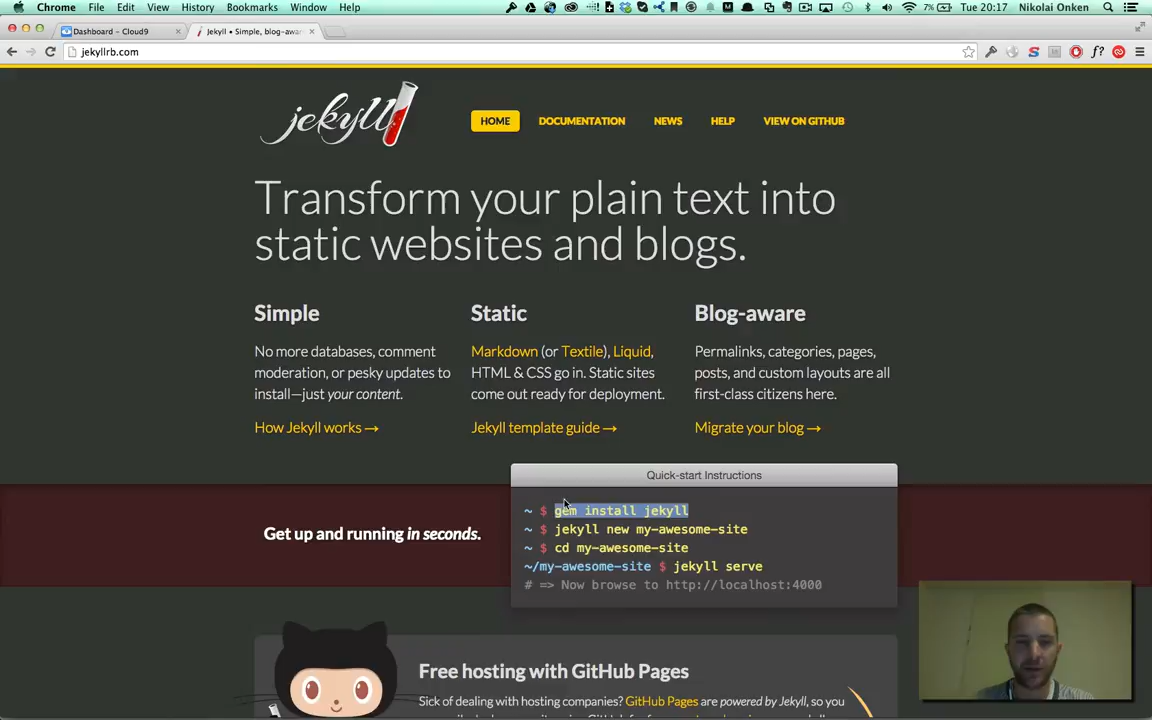 Chrome File Edit View History Bookmarks Window Help 7% Tue 20:17 Nikolai Onken
Dashboard - Cloud9
Jekyll • Simple, blog-awar
jekyllrb.com
jekyll
HOME DOCUMENTATION NEWS HELP VIEW ON GITHUB
Transform your plain text into
static websites and blogs.
Simple
No more databases, comment
moderation, or pesky updates to
install—just your content.
How Jekyll works →
Static
Markdown (or Textile), Liquid,
HTML & CSS go in. Static sites
come out ready for deployment.
Jekyll template guide →
Blog-aware
Permalinks, categories, pages,
posts, and custom layouts are all
first-class citizens here.
Migrate your blog →
Get up and running in seconds.
Quick-start Instructions
~ $ gem install jekyll
~ $ jekyll new my-awesome-site
~ $ cd my-awesome-site
~/my-awesome-site $ jekyll serve
# => Now browse to http://localhost:4000
Free hosting with GitHub Pages
Sick of dealing with hosting companies? GitHub Pages are powered by Jekyll, so you